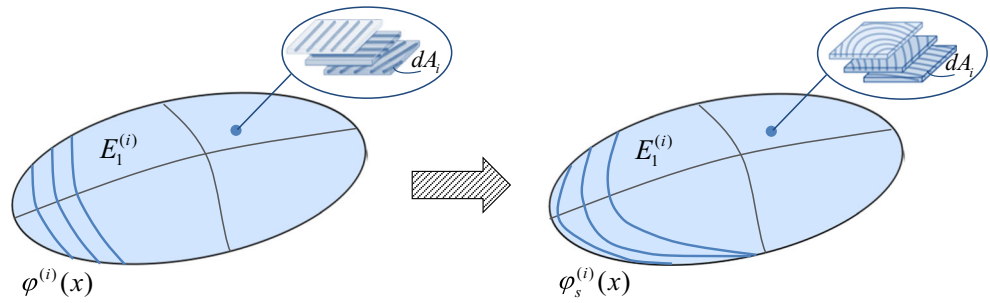 dA_i
dA_i
E_1^{(i)}
E_1^{(i)}
φ^{(i)}(x)
φ_s^{(i)}(x)